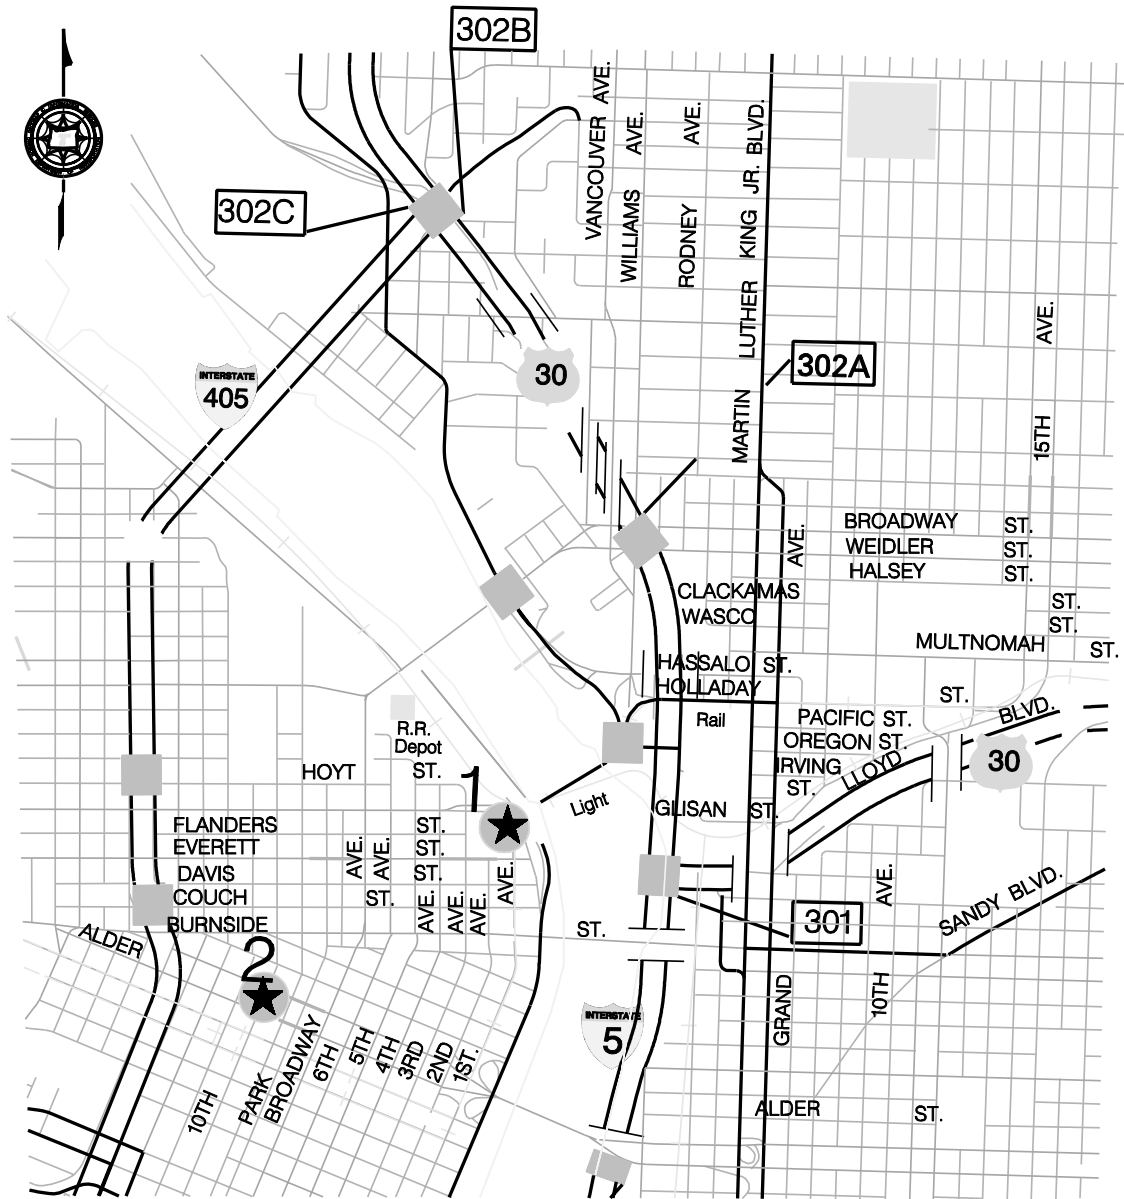 302B
302C
VANCOUVER AVE.
WILLIAMS AVE.
RODNEY AVE.
MARTIN LUTHER KING JR. BLVD.
302A
30
INTERSTATE
405
15TH AVE.
AVE.
BROADWAY ST.
WEIDLER ST.
HALSEY ST.
CLACKAMAS ST.
WASCO ST.
MULTNOMAH ST.
HASSALO ST.
HOLLADAY ST.
Rail
R.R.
Depot
PACIFIC ST.
OREGON ST.
IRVING ST.
LLOYD BLVD.
30
HOYT ST.
1
Light
GLISAN ST.
FLANDERS ST.
EVERETT ST.
DAVIS ST.
COUCH ST.
BURNSIDE ST.
AVE.
AVE.
AVE.
AVE.
AVE.
AVE.
AVE.
SANDY BLVD.
301
ALDER
2
GRAND
10TH
INTERSTATE
5
10TH
PARK
BROADWAY
6TH
5TH
4TH
3RD
2ND
1ST.
ALDER ST.